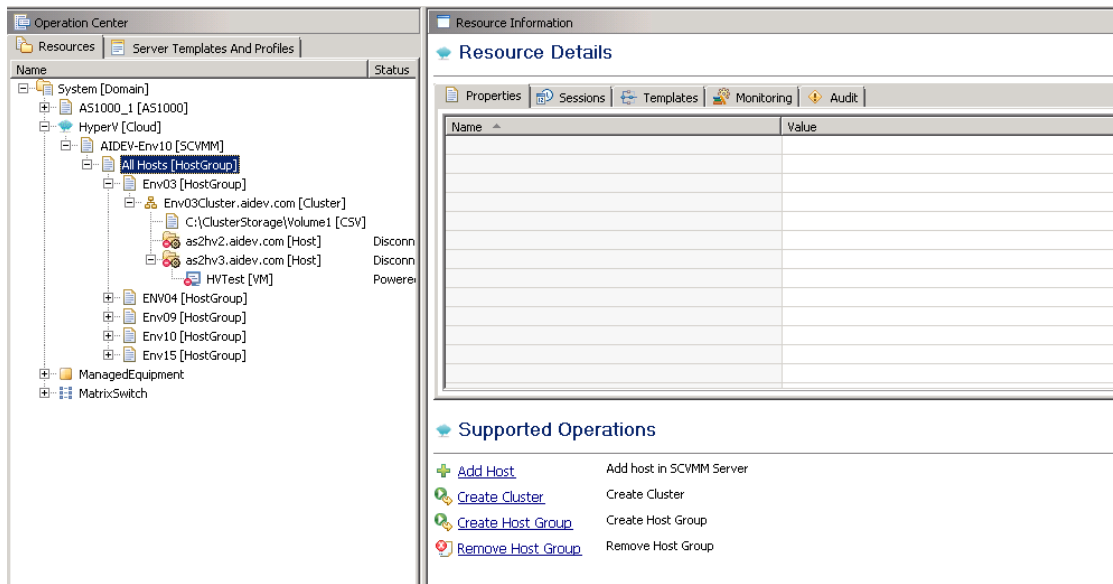 Operation Center
Resources
Server Templates And Profiles
Name
Status
System [Domain]
AS1000_1 [AS1000]
HyperV [Cloud]
AIDEV-Env10 [SCVMM]
All Hosts [HostGroup]
Env03 [HostGroup]
Env03Cluster.aidev.com [Cluster]
C:\ClusterStorage\Volume1 [CSV]
as2hv2.aidev.com [Host] Disconn
as2hv3.aidev.com [Host] Disconn
HVTest [VM] Powere
ENV04 [HostGroup]
Env09 [HostGroup]
Env10 [HostGroup]
Env15 [HostGroup]
ManagedEquipment
MatrixSwitch
Resource Information
Resource Details
Properties
Sessions
Templates
Monitoring
Audit
Name
Value
Supported Operations
Add Host Add host in SCVMM Server
Create Cluster Create Cluster
Create Host Group Create Host Group
Remove Host Group Remove Host Group